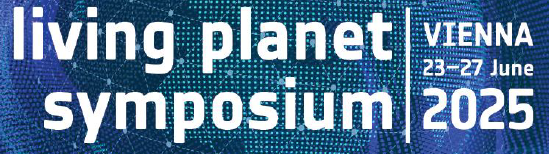 living planet
symposium
VIENNA
23–27 June
2025